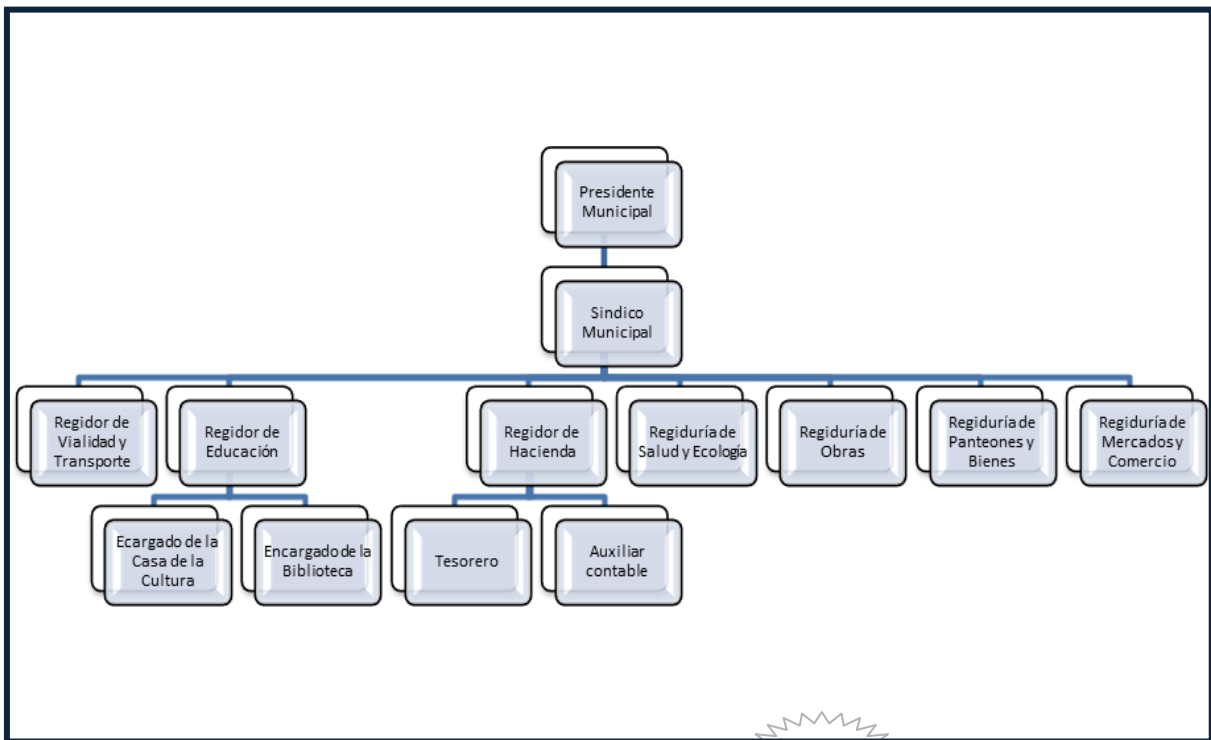 Presidente
Municipal
Sindico
Municipal
Regidor de
Vialidad y
Transporte
Regidor de
Educación
Regidor de
Hacienda
Regiduría de
Salud y Ecología
Regiduría de
Obras
Regiduría de
Panteones y
Bienes
Regiduría de
Mercados y
Comercio
Ecargado de la
Casa de la
Cultura
Encargado de la
Biblioteca
Tesorero
Auxiliar
contable